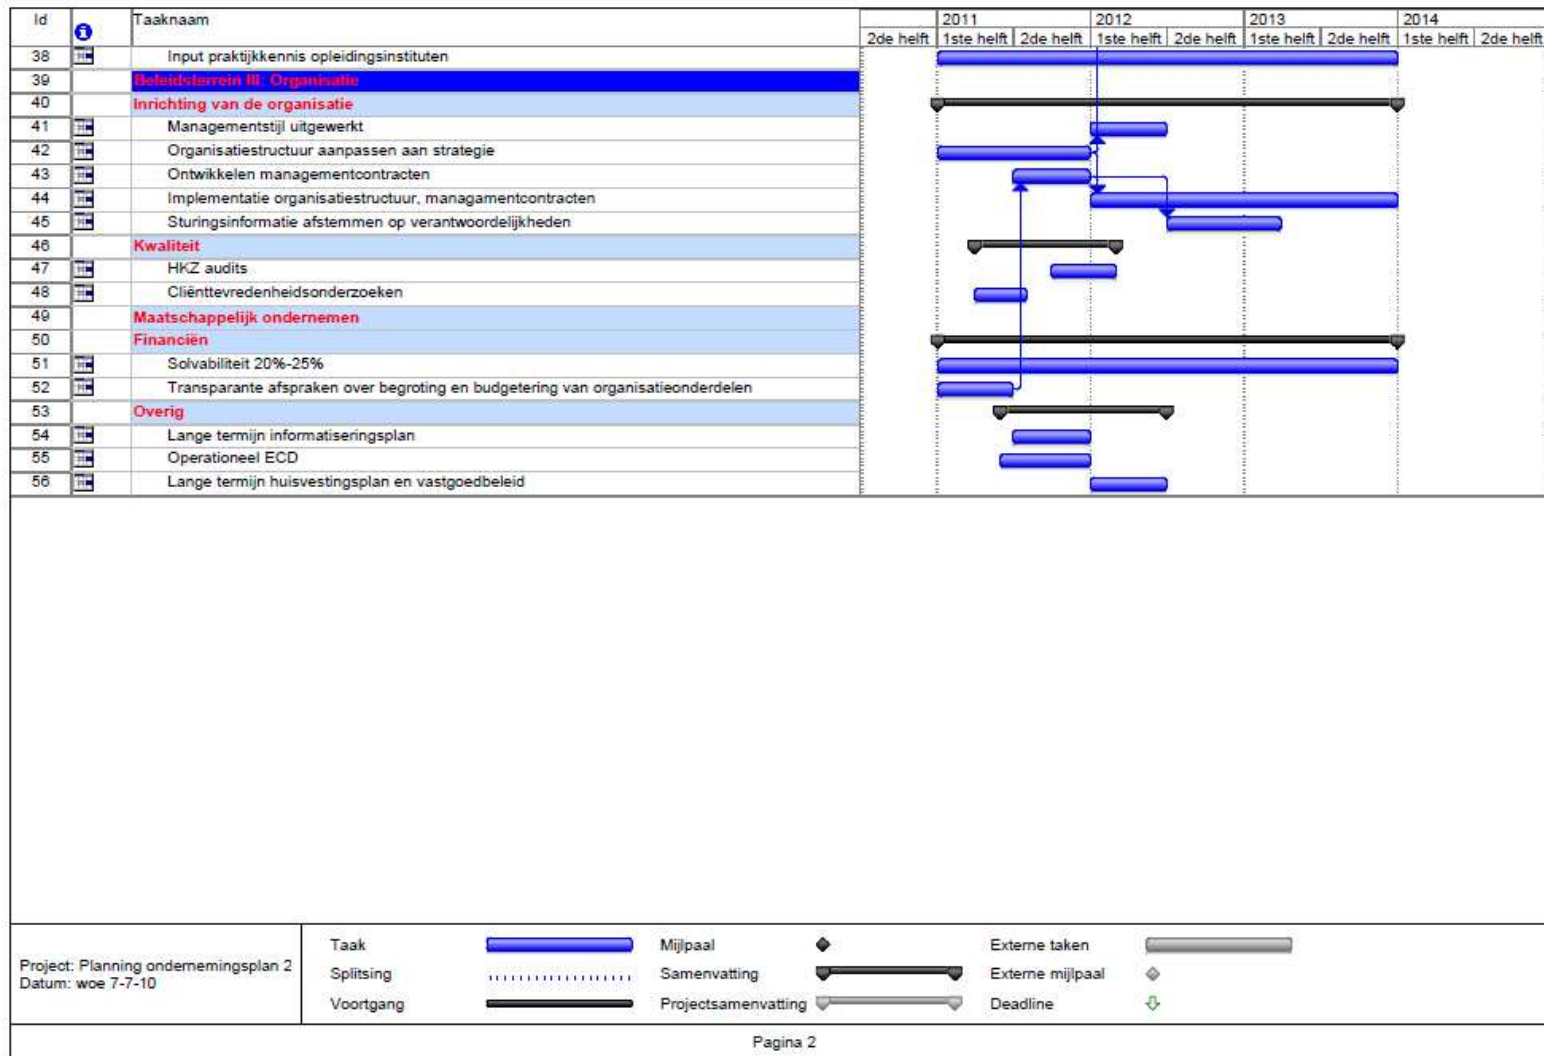 Id Taaknaam 2011 2012 2013 2014
2de helft 1ste helft 2de helft 1ste helft 2de helft 1ste helft 2de helft 1ste helft 2de helft
38 Input praktijkkennis opleidingsinstituten
39 Beleidsterrein III: Organisatie
40 Inrichting van de organisatie
41 Managementstijl uitgewerkt
42 Organisatiestructuur aanpassen aan strategie
43 Ontwikkelen managementcontracten
44 Implementatie organisatiestructuur, managamentcontracten
45 Sturingsinformatie afstemmen op verantwoordelijkheden
46 Kwaliteit
47 HKZ audits
48 Cliënttevredenheidsonderzoeken
49 Maatschappelijk ondernemen
50 Financiën
51 Solvabiliteit 20%-25%
52 Transparante afspraken over begroting en budgetering van organisatieonderdelen
53 Overig
54 Lange termijn informatiseringsplan
55 Operationeel ECD
56 Lange termijn huisvestingsplan en vastgoedbeleid
Project: Planning ondernemingsplan 2
Datum: woe 7-7-10
Taak Mijlpaal Externe taken
Splitsing Samenvatting Externe mijlpaal
Voortgang Projectsamenvatting Deadline
Pagina 2